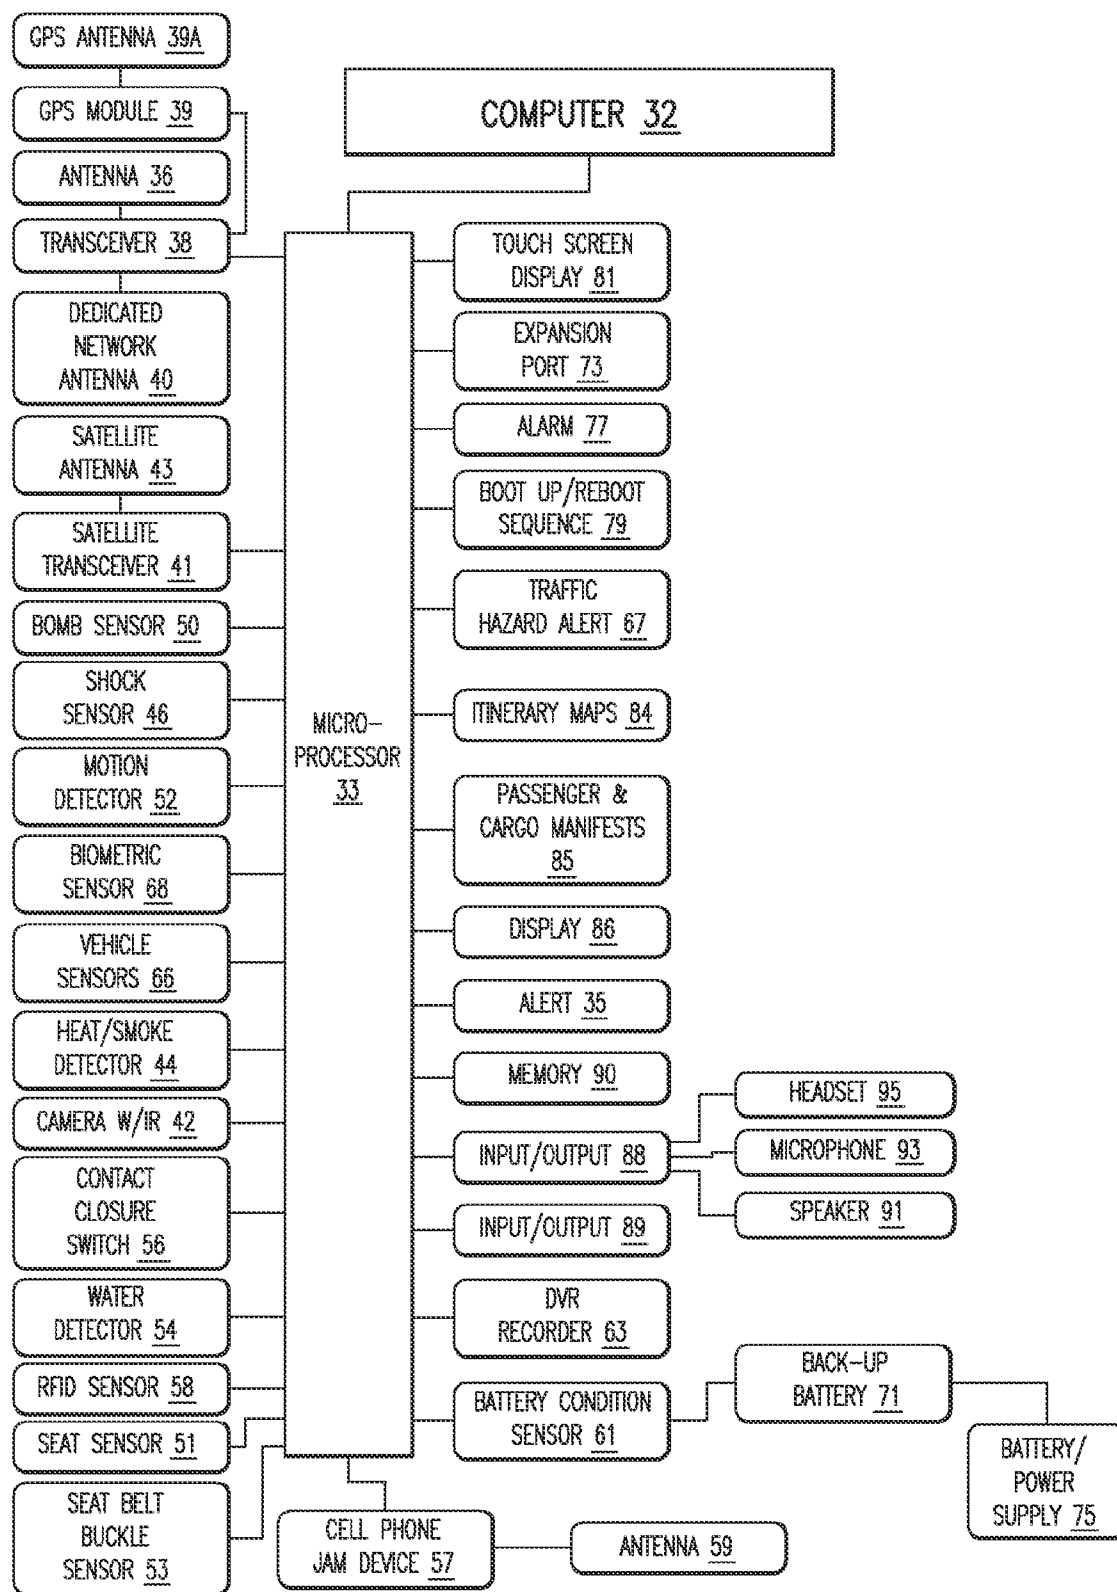 GPS ANTENNA 39A
GPS MODULE 39
ANTENNA 36
TRANSCEIVER 38
DEDICATED
NETWORK
ANTENNA 40
SATELLITE
ANTENNA 43
SATELLITE
TRANSCEIVER 41
BOMB SENSOR 50
SHOCK
SENSOR 46
MOTION
DETECTOR 52
BIOMETRIC
SENSOR 68
VEHICLE
SENSORS 66
HEAT/SMOKE
DETECTOR 44
CAMERA W/IR 42
CONTACT
CLOSURE
SWITCH 56
WATER
DETECTOR 54
RFID SENSOR 58
SEAT SENSOR 51
SEAT BELT
BUCKLE
SENSOR 53
COMPUTER 32
MICRO-
PROCESSOR
33
TOUCH SCREEN
DISPLAY 81
EXPANSION
PORT 73
ALARM 77
BOOT UP/REBOOT
SEQUENCE 79
TRAFFIC
HAZARD ALERT 67
ITINERARY MAPS 84
PASSENGER &
CARGO MANIFESTS
85
DISPLAY 86
ALERT 35
MEMORY 90
INPUT/OUTPUT 88
INPUT/OUTPUT 89
DVR
RECORDER 63
BATTERY CONDITION
SENSOR 61
CELL PHONE
JAM DEVICE 57
ANTENNA 59
HEADSET 95
MICROPHONE 93
SPEAKER 91
BACK-UP
BATTERY 71
BATTERY/
POWER
SUPPLY 75